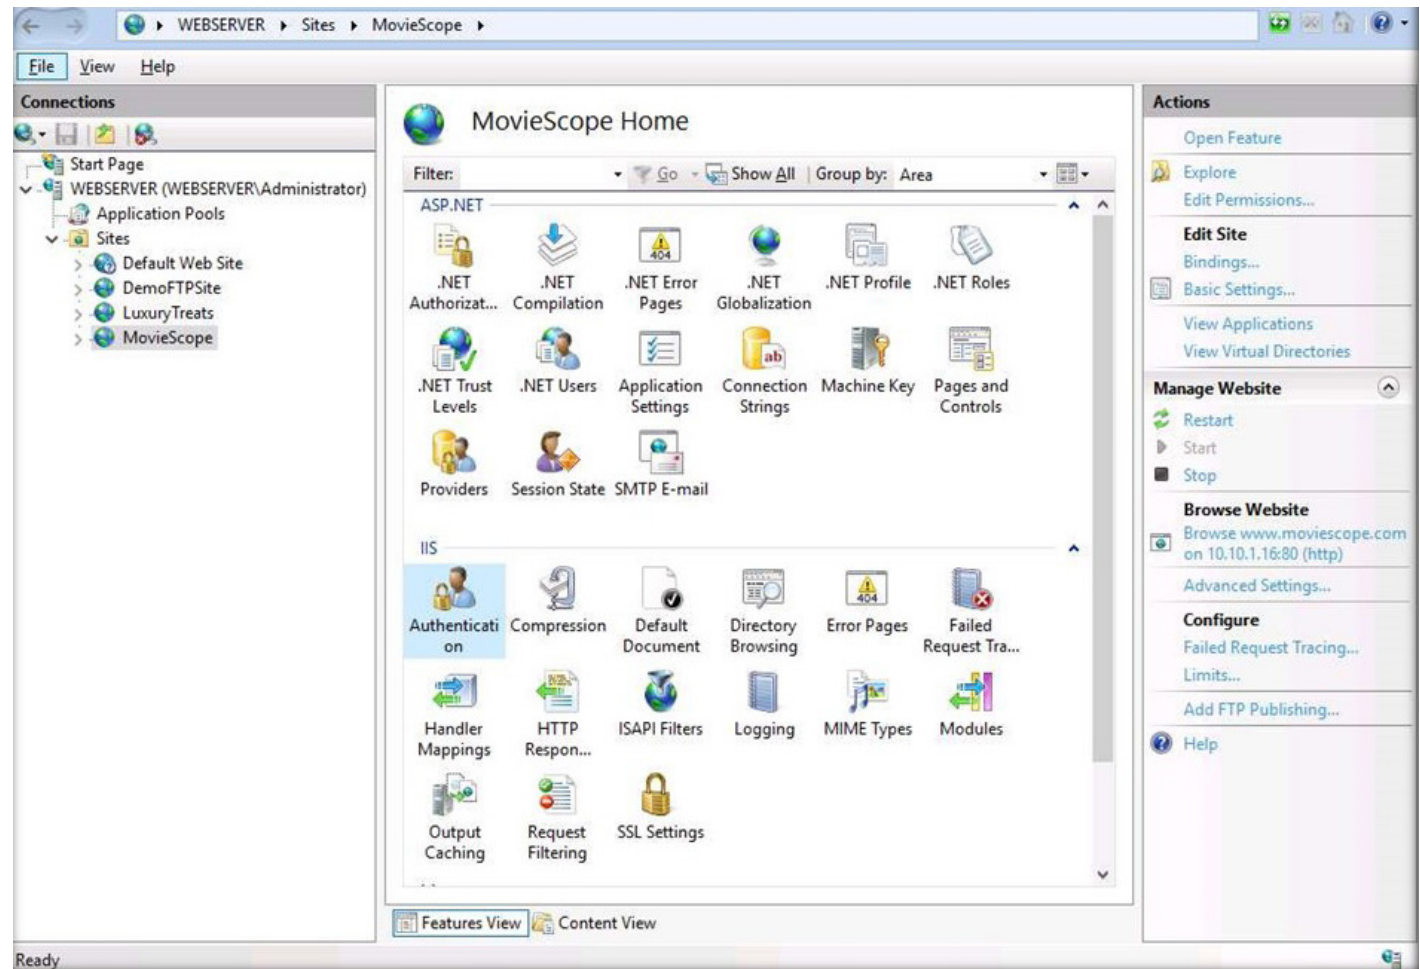 WEBSERVER Sites MovieScope
File View Help
Connections
Start Page
WEBSERVER (WEBSERVER\Administrator)
Application Pools
Sites
Default Web Site
DemoFTPSite
LuxuryTreats
MovieScope
MovieScope Home
Filter: Go Show All Group by: Area
ASP.NET
.NET Authorizat...
.NET Compilation
404
.NET Error Pages
.NET Globalization
.NET Profile
.NET Roles
.NET Trust Levels
.NET Users
Application Settings
ab
Connection Strings
Machine Key
Pages and Controls
Providers
Session State
SMTP E-mail
IIS
Authenticati
on
Compression
Default Document
Directory Browsing
404
Error Pages
Failed Request Tra...
Handler Mappings
HTTP Respon...
ISAPI Filters
Logging
MIME Types
Modules
Output Caching
Request Filtering
SSL Settings
Features View Content View
Actions
Open Feature
Explore
Edit Permissions...
Edit Site
Bindings...
Basic Settings...
View Applications
View Virtual Directories
Manage Website
Restart
Start
Stop
Browse Website
Browse www.moviescope.com
on 10.10.1.16:80 (http)
Advanced Settings...
Configure
Failed Request Tracing...
Limits...
Add FTP Publishing...
Help
Ready